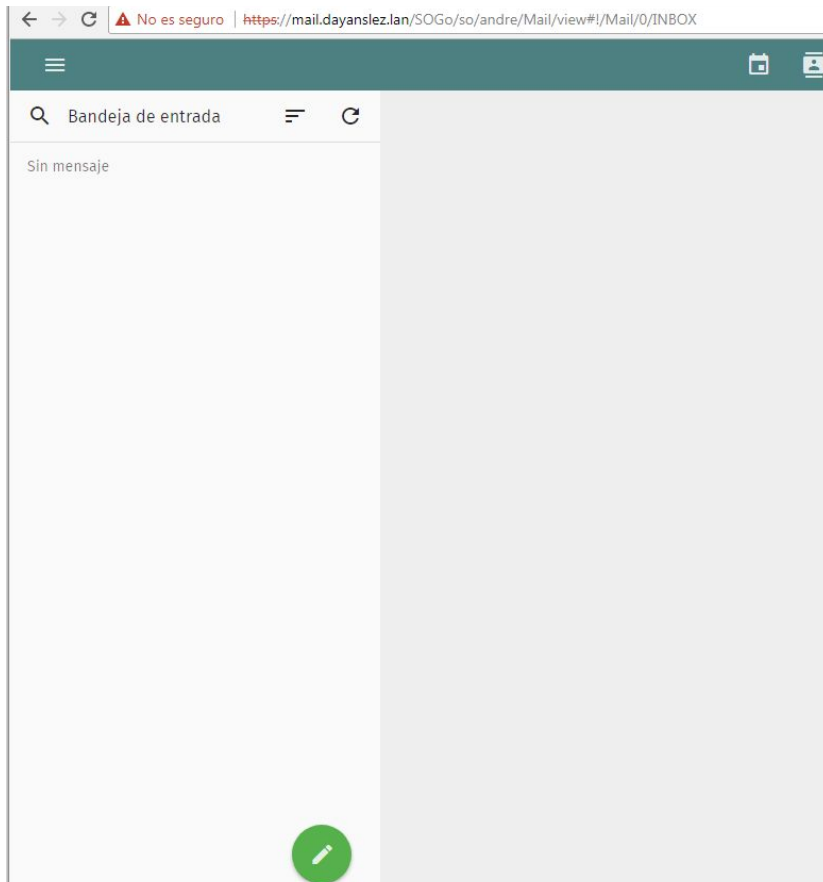 No es seguro | https://mail.dayanslez.lan/SOGo/so/andre/Mail/view#!/Mail/0/INBOX
Bandeja de entrada
Sin mensaje